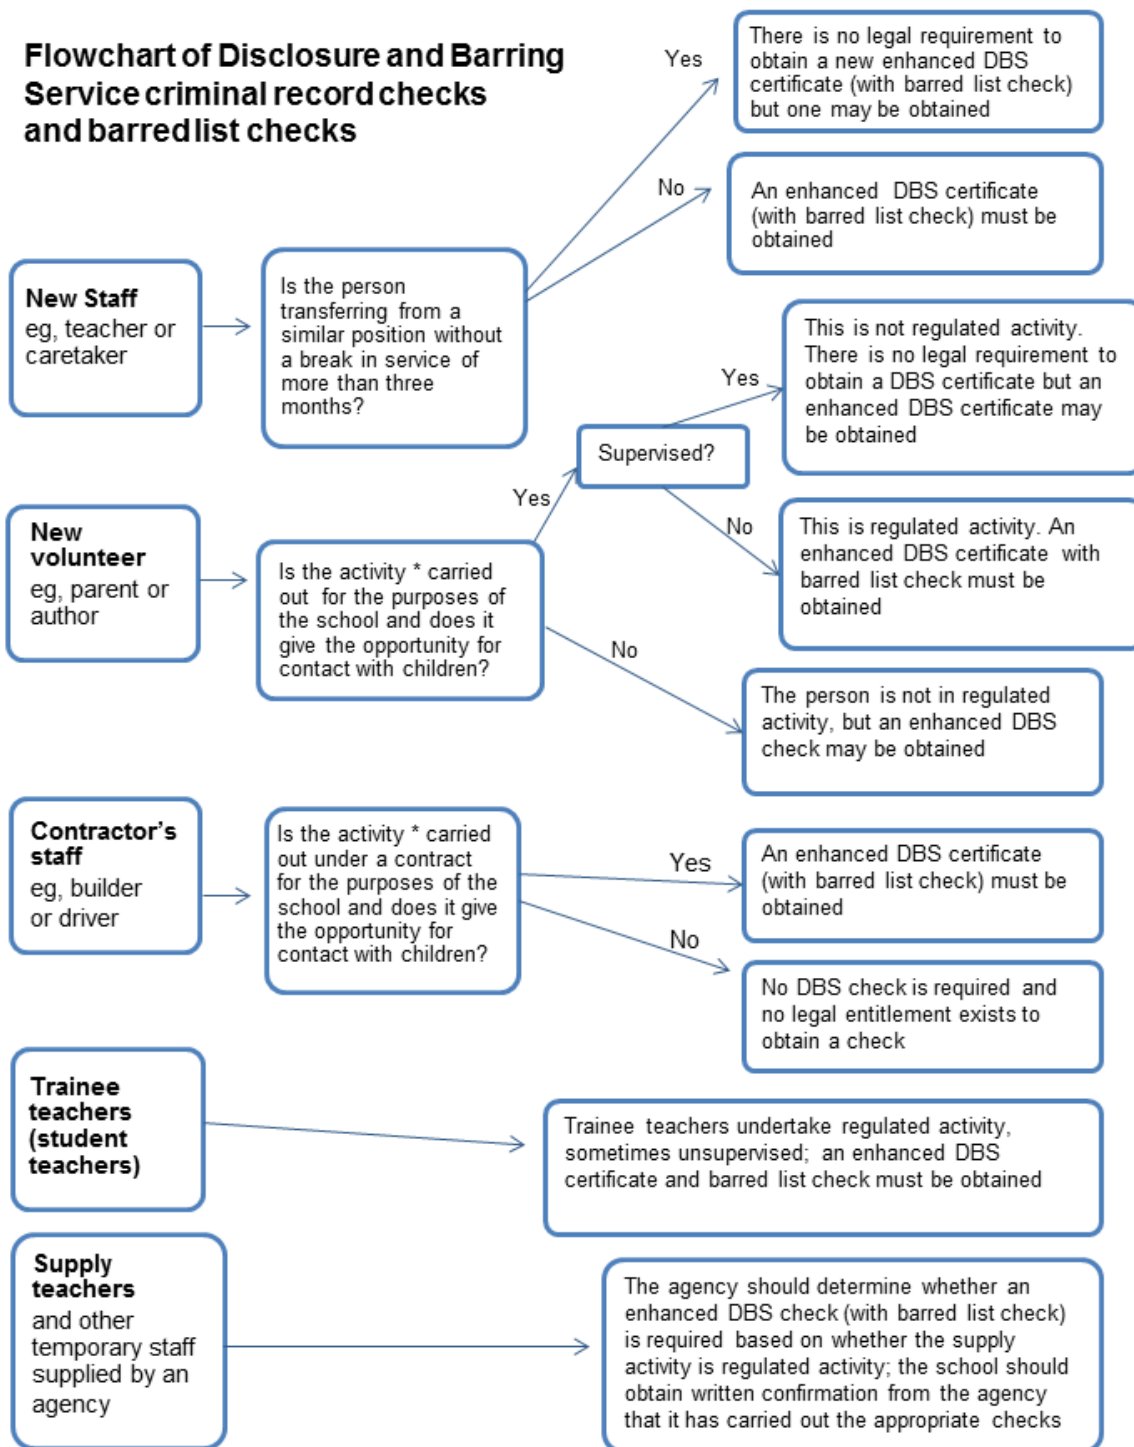 Flowchart of Disclosure and Barring
Service criminal record checks
and barred list checks
New Staff
eg, teacher or
caretaker
Is the person
transferring from a
similar position without
a break in service of
more than three
months?
Yes
There is no legal requirement to
obtain a new enhanced DBS
certificate (with barred list check)
but one may be obtained
No
An enhanced DBS certificate
(with barred list check) must be
obtained
New
volunteer
eg, parent or
author
Is the activity * carried
out for the purposes of
the school and does it
give the opportunity for
contact with children?
Yes
Supervised?
Yes
This is not regulated activity.
There is no legal requirement to
obtain a DBS certificate but an
enhanced DBS certificate may
be obtained
No
This is regulated activity. An
enhanced DBS certificate with
barred list check must be
obtained
No
The person is not in regulated
activity, but an enhanced DBS
check may be obtained
Contractor's
staff
eg, builder
or driver
Is the activity * carried
out under a contract
for the purposes of the
school and does it give
the opportunity for
contact with children?
Yes
An enhanced DBS certificate
(with barred list check) must be
obtained
No
No DBS check is required and
no legal entitlement exists to
obtain a check
Trainee
teachers
(student
teachers)
Trainee teachers undertake regulated activity,
sometimes unsupervised; an enhanced DBS
certificate and barred list check must be obtained
Supply
teachers
and other
temporary staff
supplied by an
agency
The agency should determine whether an
enhanced DBS check (with barred list check)
is required based on whether the supply
activity is regulated activity; the school should
obtain written confirmation from the agency
that it has carried out the appropriate checks